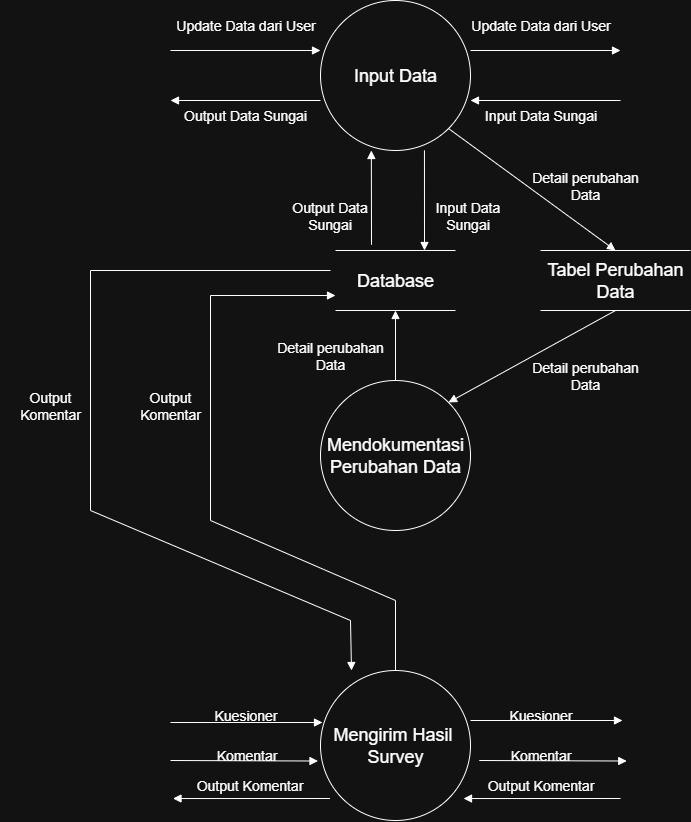 Update Data dari User
Update Data dari User
Input Data
Output Data Sungai
Input Data Sungai
Detail perubahan
Data
Output Data
Sungai
Input Data
Sungai
Database
Tabel Perubahan
Data
Detail perubahan
Data
Detail perubahan
Data
Output
Komentar
Output
Komentar
Mendokumentasi
Perubahan Data
Kuesioner
Kuesioner
Mengirim Hasil
Survey
Komentar
Komentar
Output Komentar
Output Komentar